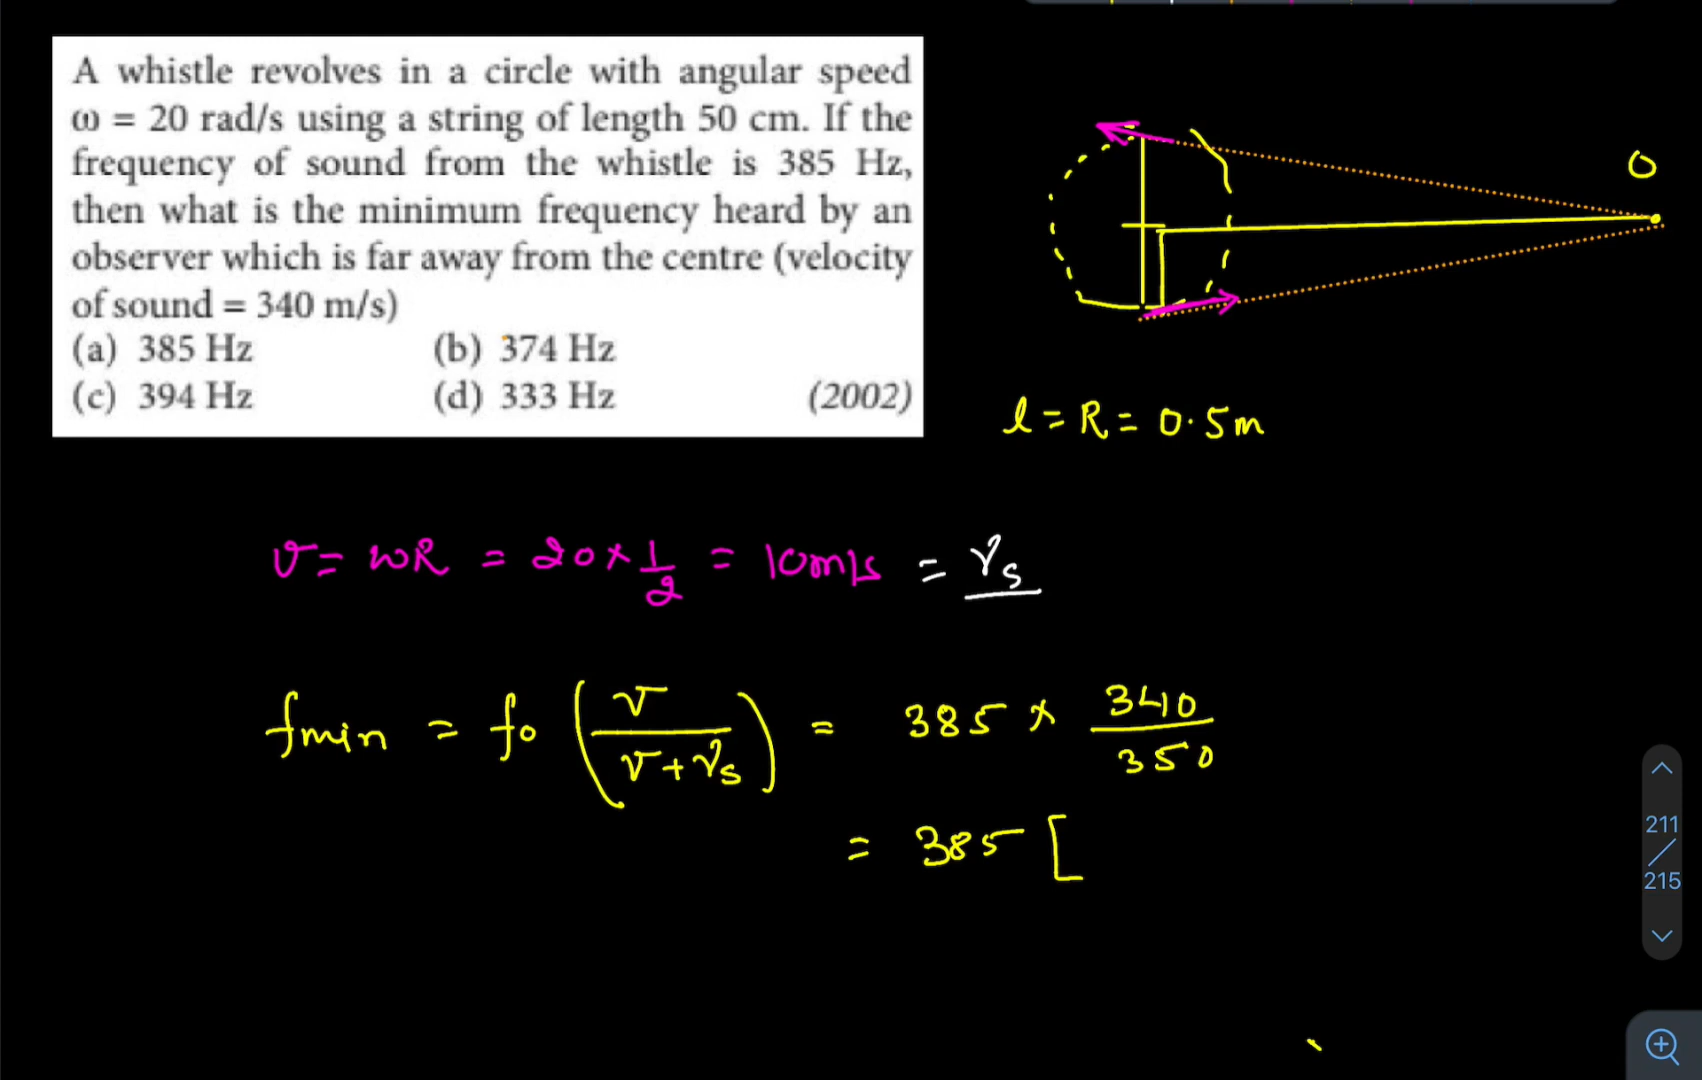 A whistle revolves in a circle with angular speed
ω = 20 rad/s using a string of length 50 cm. If the
frequency of sound from the whistle is 385 Hz,
then what is the minimum frequency heard by an
observer which is far away from the centre (velocity
of sound = 340 m/s)
(a) 385 Hz (b) 374 Hz
(c) 394 Hz (d) 333 Hz (2002)
O
l = R = 0.5m
v = ωR = 20 × 1/2 = 10m/s = vs
fmin = fo (v/(v+vs)) = 385 × 340/350
= 385 [
211
/
215